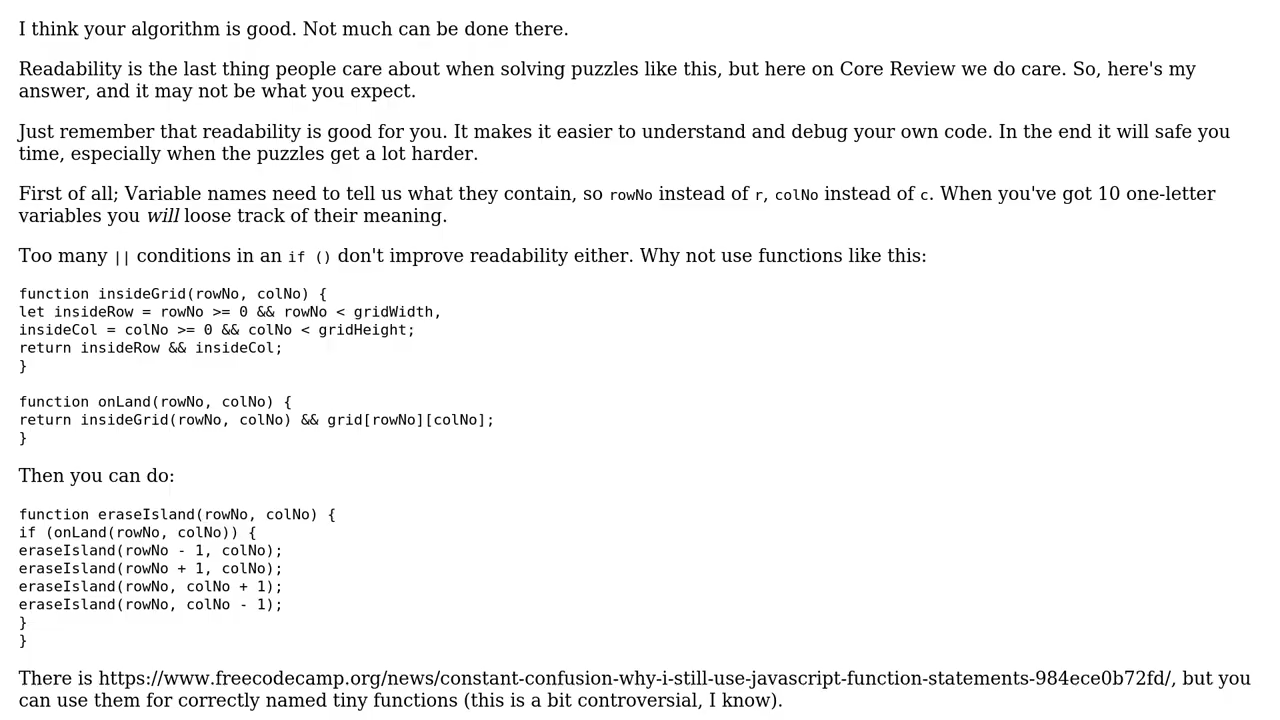 I think your algorithm is good. Not much can be done there.
Readability is the last thing people care about when solving puzzles like this, but here on Core Review we do care. So, here's my
answer, and it may not be what you expect.
Just remember that readability is good for you. It makes it easier to understand and debug your own code. In the end it will safe you
time, especially when the puzzles get a lot harder.
First of all; Variable names need to tell us what they contain, so rowNo instead of r, colNo instead of c. When you've got 10 one-letter
variables you will loose track of their meaning.
Too many || conditions in an if () don't improve readability either. Why not use functions like this:
function insideGrid(rowNo, colNo) {
let insideRow = rowNo >= 0 && rowNo < gridWidth,
insideCol = colNo >= 0 && colNo < gridHeight;
return insideRow && insideCol;
}
function onLand(rowNo, colNo) {
return insideGrid(rowNo, colNo) && grid[rowNo][colNo];
}
Then you can do:
function eraseIsland(rowNo, colNo) {
if (onLand(rowNo, colNo)) {
eraseIsland(rowNo - 1, colNo);
eraseIsland(rowNo + 1, colNo);
eraseIsland(rowNo, colNo + 1);
eraseIsland(rowNo, colNo - 1);
}
}
There is https://www.freecodecamp.org/news/constant-confusion-why-i-still-use-javascript-function-statements-984ece0b72fd/, but you
can use them for correctly named tiny functions (this is a bit controversial, I know).